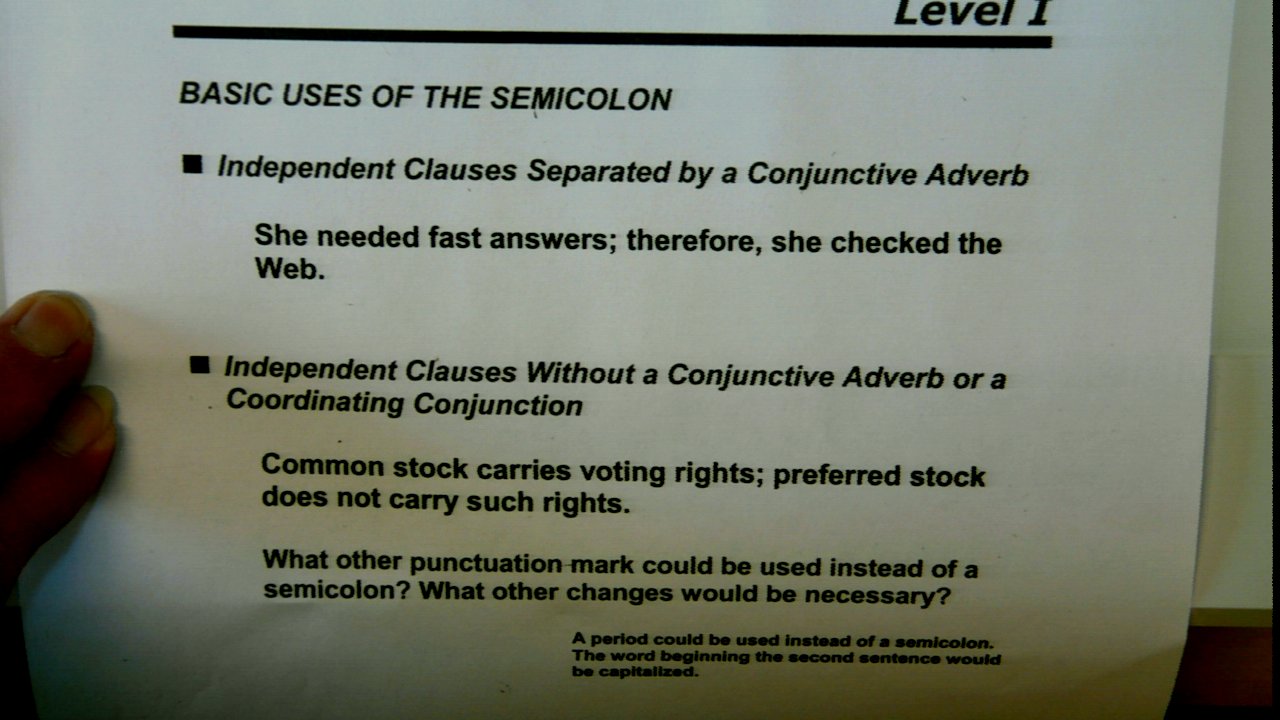 Level I
BASIC USES OF THE SEMICOLON
■ Independent Clauses Separated by a Conjunctive Adverb
She needed fast answers; therefore, she checked the
Web.
■ Independent Clauses Without a Conjunctive Adverb or a
Coordinating Conjunction
Common stock carries voting rights; preferred stock
does not carry such rights.
What other punctuation mark could be used instead of a
semicolon? What other changes would be necessary?
A period could be used instead of a semicolon.
The word beginning the second sentence would
be capitalized.